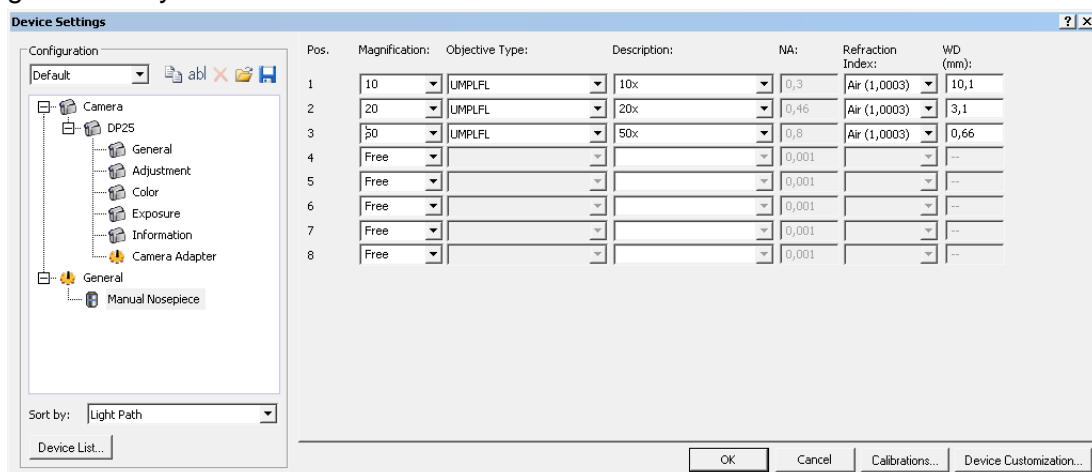 Device Settings
Configuration
Default
abl
Camera
DP25
General
Adjustment
Color
Exposure
Information
Camera Adapter
General
Manual Nosepiece
Sort by: Light Path
Device List...
Pos. Magnification: Objective Type: Description: NA: Refraction Index: WD (mm):
1 10 UMPLFL 10x 0,3 Air (1,0003) 10,1
2 20 UMPLFL 20x 0,46 Air (1,0003) 3,1
3 50 UMPLFL 50x 0,8 Air (1,0003) 0,66
4 Free 0,001 --
5 Free 0,001 --
6 Free 0,001 --
7 Free 0,001 --
8 Free 0,001 --
OK Cancel Calibrations... Device Customization...